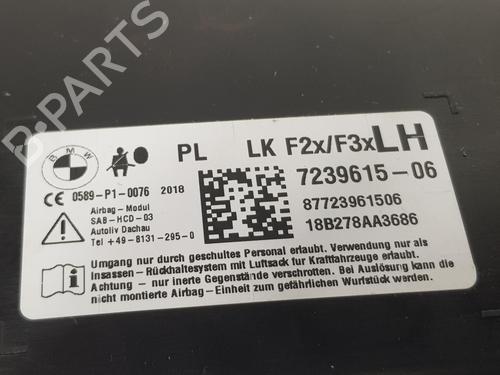 B-PARTS
BMW
PL LK F2x/F3x LH
7239615-06
CE 0589-P1-0076 2018
87723961506
Airbag-Modul
SAB-HCD-03
Autoliv Dachau
Tel +49-8131-295-0
18B278AA3686
Umgang nur durch geschultes Personal erlaubt. Verwendung nur als
Insassen-Rückhaltesystem mit Luftsack für Kraftfahrzeuge erlaubt.
Achtung - nur inerte Gegenstände verschrotten. Bei Auslösung kann die
nicht montierte Airbag-Einheit zum gefährlichen Wurfstück werden.